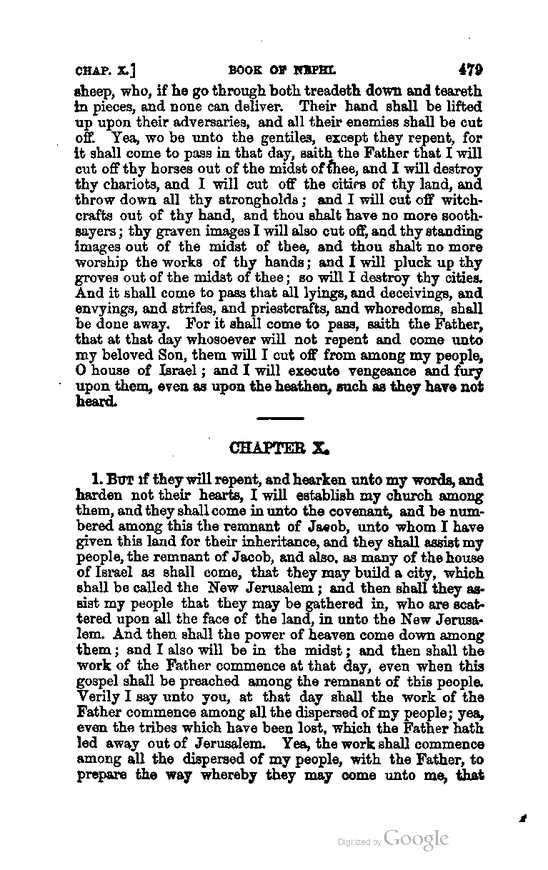 CHAP. X.] BOOK OF NEPHI. 479
sheep, who, if he go through both treadeth down and teareth
in pieces, and none can deliver. Their hand shall be lifted
up upon their adversaries, and all their enemies shall be cut
off. Yea, wo be unto the gentiles, except they repent, for
it shall come to pass in that day, saith the Father that I will
cut off thy horses out of the midst of thee, and I will destroy
thy chariots, and I will cut off the cities of thy land, and
throw down all thy strongholds; and I will cut off witch-
crafts out of thy hand, and thou shalt have no more sooth-
sayers; thy graven images I will also cut off, and thy standing
images out of the midst of thee, and thou shalt no more
worship the works of thy hands; and I will pluck up thy
groves out of the midst of thee; so will I destroy thy cities.
And it shall come to pass that all lyings, and deceivings, and
envyings, and strifes, and priestcrafts, and whoredoms, shall
be done away. For it shall come to pass, saith the Father,
that at that day whosoever will not repent and come unto
my beloved Son, them will I cut off from among my people,
O house of Israel; and I will execute vengeance and fury
upon them, even as upon the heathen, such as they have not
heard.
CHAPTER X.
1. BUT if they will repent, and hearken unto my words, and
harden not their hearts, I will establish my church among
them, and they shall come in unto the covenant, and be num-
bered among this the remnant of Jacob, unto whom I have
given this land for their inheritance, and they shall assist my
people, the remnant of Jacob, and also, as many of the house
of Israel as shall come, that they may build a city, which
shall be called the New Jerusalem; and then shall they as-
sist my people that they may be gathered in, who are scat-
tered upon all the face of the land, in unto the New Jerusa-
lem. And then shall the power of heaven come down among
them; and I also will be in the midst; and then shall the
work of the Father commence at that day, even when this
gospel shall be preached among the remnant of this people.
Verily I say unto you, at that day shall the work of the
Father commence among all the dispersed of my people; yea,
even the tribes which have been lost, which the Father hath
led away out of Jerusalem. Yea, the work shall commence
among all the dispersed of my people, with the Father, to
prepare the way whereby they may come unto me, that
Digitized by Google